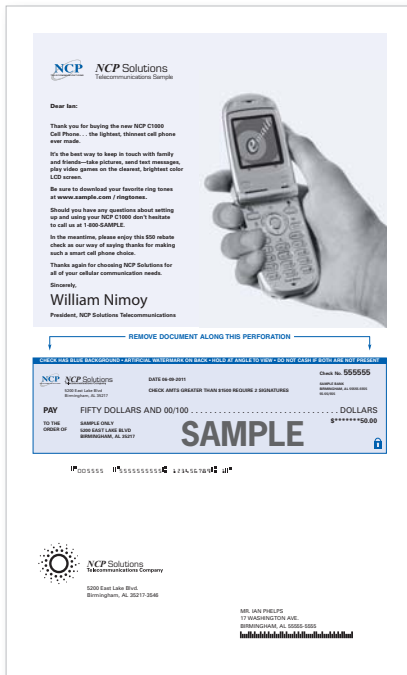 NCP
NCP Solutions
Telecommunications Sample
Dear Ian:
Thank you for buying the new NCP C1000
Cell Phone. . . the lightest, thinnest cell phone
ever made.
It's the best way to keep in touch with family
and friends—take pictures, send text messages,
play video games on the clearest, brightest color
LCD screen.
Be sure to download your favorite ring tones
at www.sample.com / ringtones.
Should you have any questions about setting
up and using your NCP C1000 don't hesitate
to call us at 1-800-SAMPLE.
In the meantime, please enjoy this $50 rebate
check as our way of saying thanks for making
such a smart cell phone choice.
Thanks again for choosing NCP Solutions for
all of your cellular communication needs.
Sincerely,
William Nimoy
President, NCP Solutions Telecommunications
REMOVE DOCUMENT ALONG THIS PERFORATION
CHECK HAS BLUE BACKGROUND • ARTIFICIAL WATERMARK ON BACK • HOLD AT ANGLE TO VIEW • DO NOT CASH IF BOTH ARE NOT PRESENT
NCP NCP Solutions
5200 East Lake Blvd
Birmingham, AL 35217
DATE 06-09-2011
CHECK AMTS GREATER THAN $1500 REQUIRE 2 SIGNATURES
Check No. 555555
SAMPLE BANK
PAY FIFTY DOLLARS AND 00/100 . . . . . . . . . . . . . . . . . . . . . . . . . . . . . . . . DOLLARS
TO THE ORDER OF
SAMPLE ONLY
5200 EAST LAKE BLVD
BIRMINGHAM, AL 35217
SAMPLE
$*******50.00
NCP Solutions
Telecommunications Company
5200 East Lake Blvd.
Birmingham, AL 35217-3546
MR. IAN PHELPS
17 WASHINGTON AVE.
BIRMINGHAM, AL 55555-5555